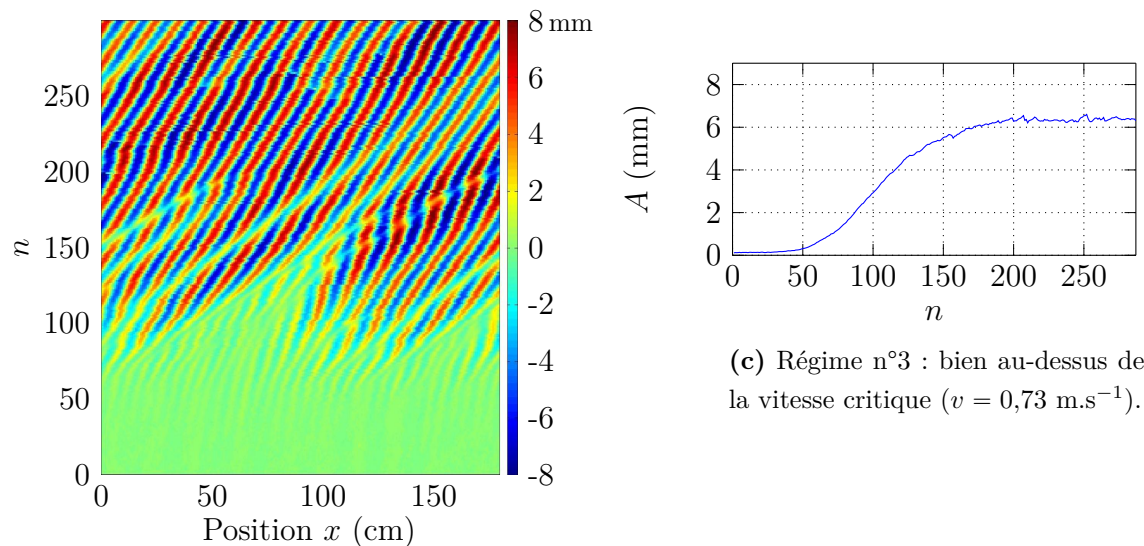 8 mm
6
4
2
0
-2
-4
-6
-8
250
200
150
100
50
0
n
0 50 100 150
Position x (cm)
8
6
4
2
0
A (mm)
0 50 100 150 200 250
n
(c) Régime n°3 : bien au-dessus de
la vitesse critique (v = 0,73 m.s⁻¹).